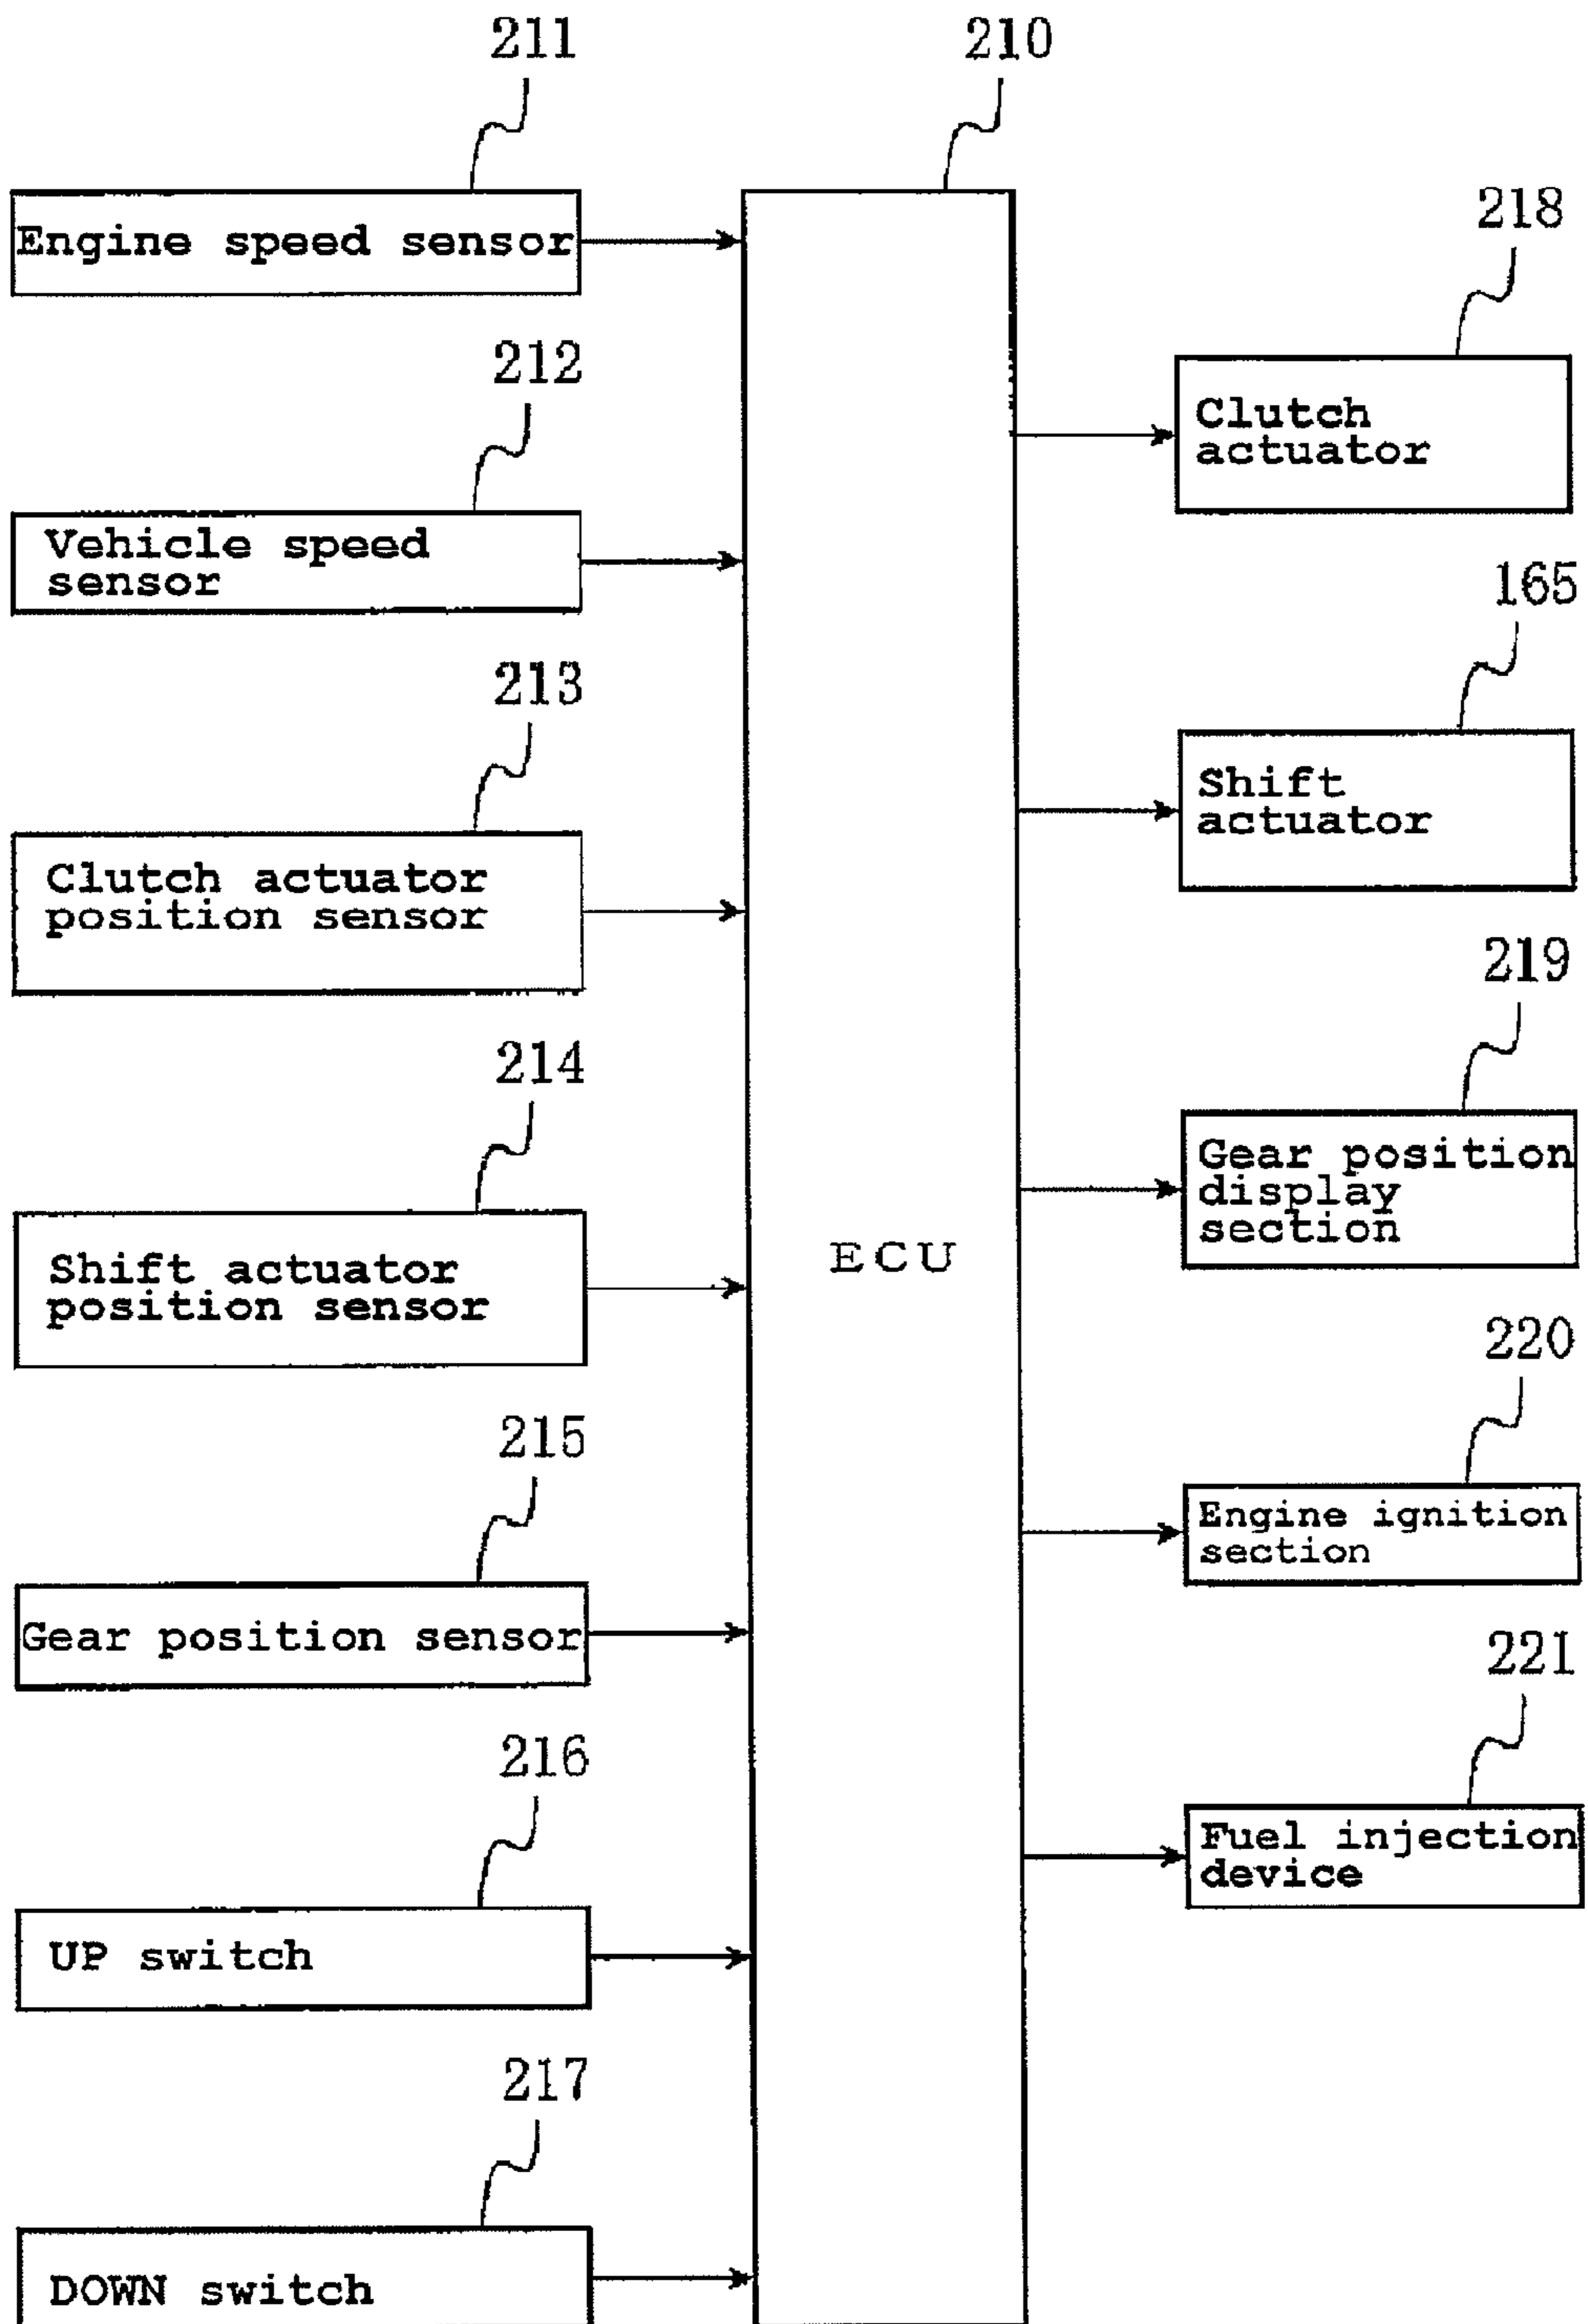 211
210
Engine speed sensor
218
212
Clutch
actuator
Vehicle speed
sensor
165
213
Shift
actuator
Clutch actuator
position sensor
219
214
Gear position
display
section
ECU
Shift actuator
position sensor
220
215
Engine ignition
section
Gear position sensor
221
216
Fuel injection
device
UP switch
217
DOWN switch